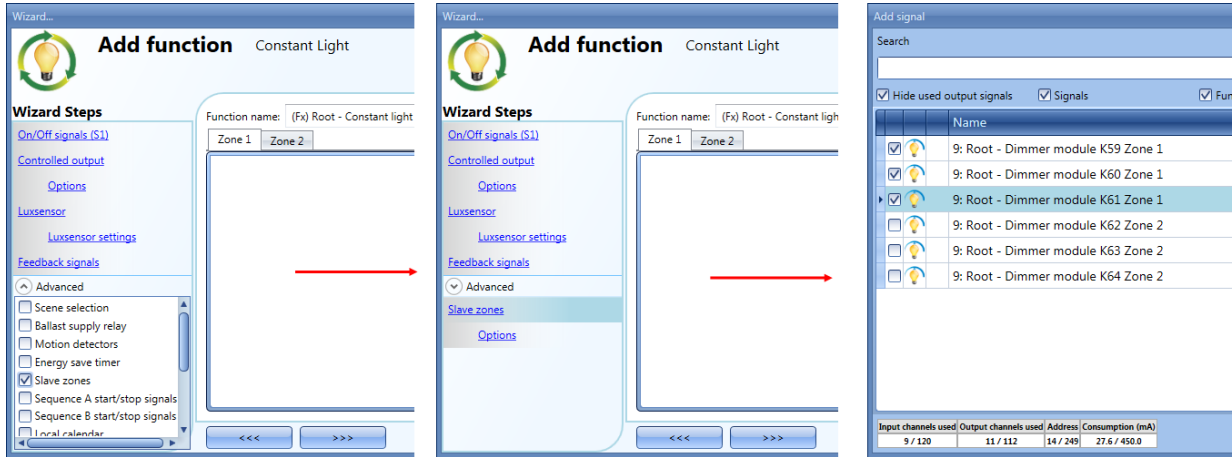 Wizard...
Add function Constant Light
Wizard Steps
On/Off signals (S1)
Controlled output
Options
Luxsensor
Luxsensor settings
Feedback signals
Advanced
Scene selection
Ballast supply relay
Motion detectors
Energy save timer
Slave zones
Sequence A start/stop signals
Sequence B start/stop signals
Local calendar
Function name: (Fx) Root - Constant light
Zone 1 Zone 2
<<< >>>
Wizard...
Add function Constant Light
Wizard Steps
On/Off signals (S1)
Controlled output
Options
Luxsensor
Luxsensor settings
Feedback signals
Advanced
Slave zones
Options
Function name: (Fx) Root - Constant ligh
Zone 1 Zone 2
<<< >>>
Add signal
Search
Hide used output signals Signals Fun
Name
9: Root - Dimmer module K59 Zone 1
9: Root - Dimmer module K60 Zone 1
9: Root - Dimmer module K61 Zone 1
9: Root - Dimmer module K62 Zone 2
9: Root - Dimmer module K63 Zone 2
9: Root - Dimmer module K64 Zone 2
Input channels used Output channels used Address Consumption (mA)
9 / 120 11 / 112 14 / 249 27.6 / 450.0